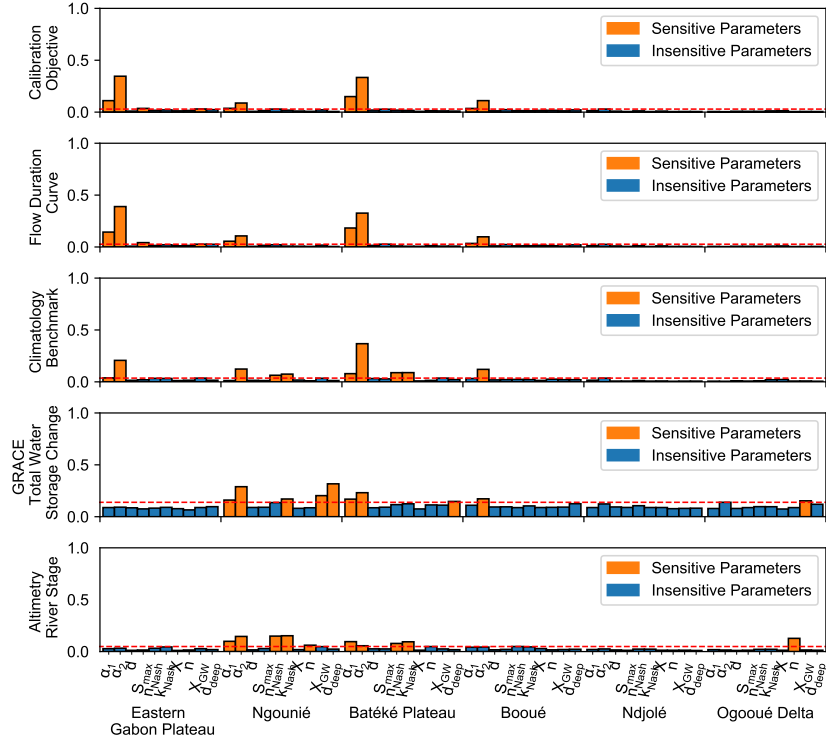 1.0
0.5
0.0
Calibration
Objective
Sensitive Parameters
Insensitive Parameters
1.0
0.5
0.0
Flow Duration
Curve
Sensitive Parameters
Insensitive Parameters
1.0
0.5
0.0
Climatology
Benchmark
Sensitive Parameters
Insensitive Parameters
1.0
0.5
0.0
GRACE
Total Water
Storage Change
Sensitive Parameters
Insensitive Parameters
1.0
0.5
0.0
Altimetry
River Stage
Sensitive Parameters
Insensitive Parameters
α1 α2 d Smax nNash kNash X n XGW ddeep
α1 α2 d Smax nNash kNash X n XGW ddeep
α1 α2 d Smax nNash kNash X n XGW ddeep
α1 α2 d Smax nNash kNash X n XGW ddeep
α1 α2 d Smax nNash kNash X n XGW ddeep
α1 α2 d Smax nNash kNash X n XGW ddeep
Eastern
Gabon Plateau
Ngounié
Batéké Plateau
Booué
Ndjolé
Ogooué Delta